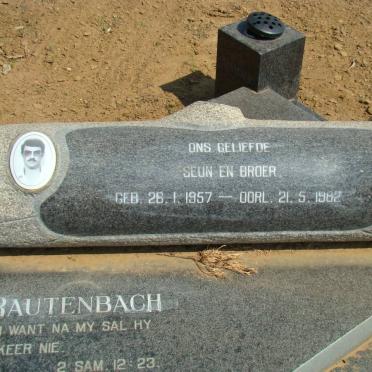 ONS GELIEFDE
SEUN EN BROER
GEB. 26.1.1957 — OORL. 21.5.1982
RAUTENBACH
WANT NA MY SAL HY
KEER NIE.
2 SAM. 12:23.